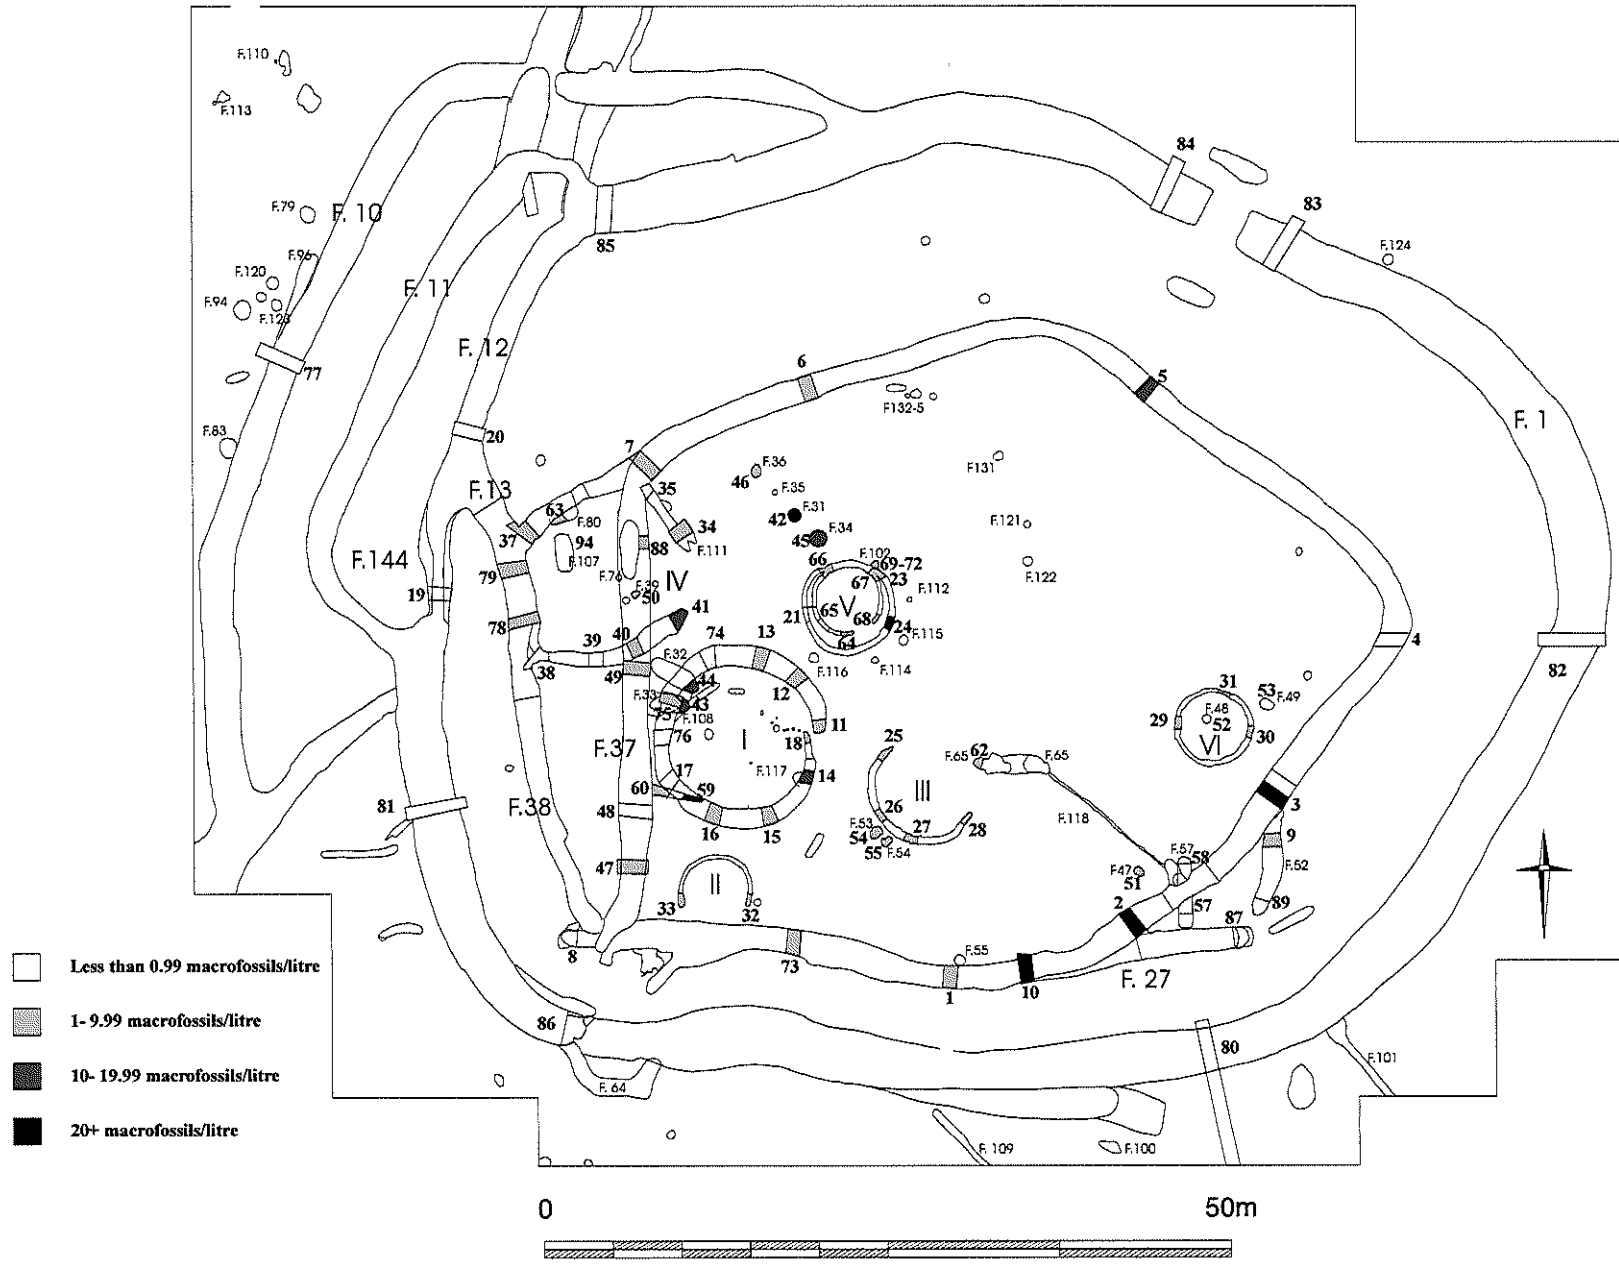 F.110
F.113
84
F.79
F. 10
83
85
F.124
F.96
F.120
F. 11
F.94
F.123
F. 12
77
6
5
F. 1
F132-5
F.83
20
7
F.36
F131
46
F.35
35
F.13
63
F.80
42
F.31
F.121
37
94
34
45
F.34
F.107
88
F.111
66
F.102
69-72
F.144
79
67
23
F.122
IV
F.76
F.39
50
V
F.112
19
41
21
65
68
24
78
64
F.115
4
40
74
13
39
38
F.32
F.116
F.114
82
49
44
12
31
53
F.49
F.33
43
F.48
75
F.108
11
29
52
76
I
18
30
VI
F.37
25
62
F.65
F.65
17
F.117
14
60
59
III
3
81
F.38
48
26
F.118
16
15
F.53
27
28
9
54
55
F.54
F.57
58
F.52
47
F47
51
II
2
33
32
57
87
89
8
73
F.55
1
10
F. 27
Less than 0.99 macrofossils/litre
1- 9.99 macrofossils/litre
86
80
F.101
10- 19.99 macrofossils/litre
F. 64
20+ macrofossils/litre
F. 109
F.100
0
50m